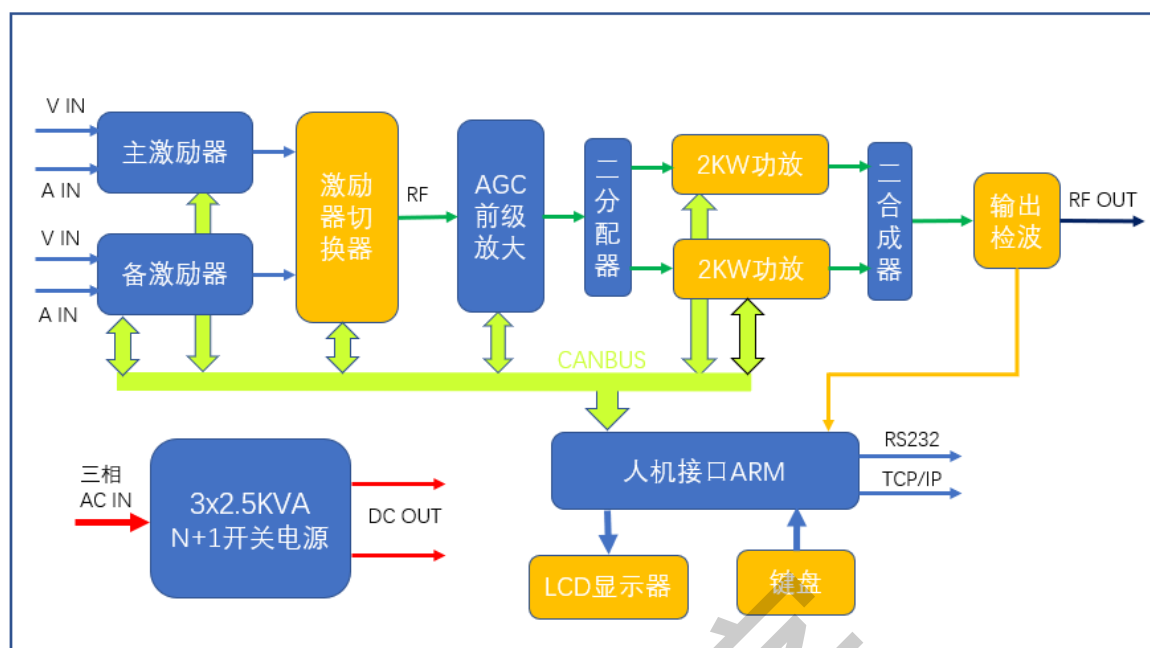 V IN
主激励器
A IN
V IN
备激励器
A IN
激励
器切
换器
RF
AGC
前级
放大
二分配器
2KW功放
2KW功放
二合成器
输出
检波
RF OUT
CANBUS
三相
AC IN
3x2.5KVA
N+1开关电源
DC OUT
人机接口ARM
RS232
TCP/IP
LCD显示器
键盘